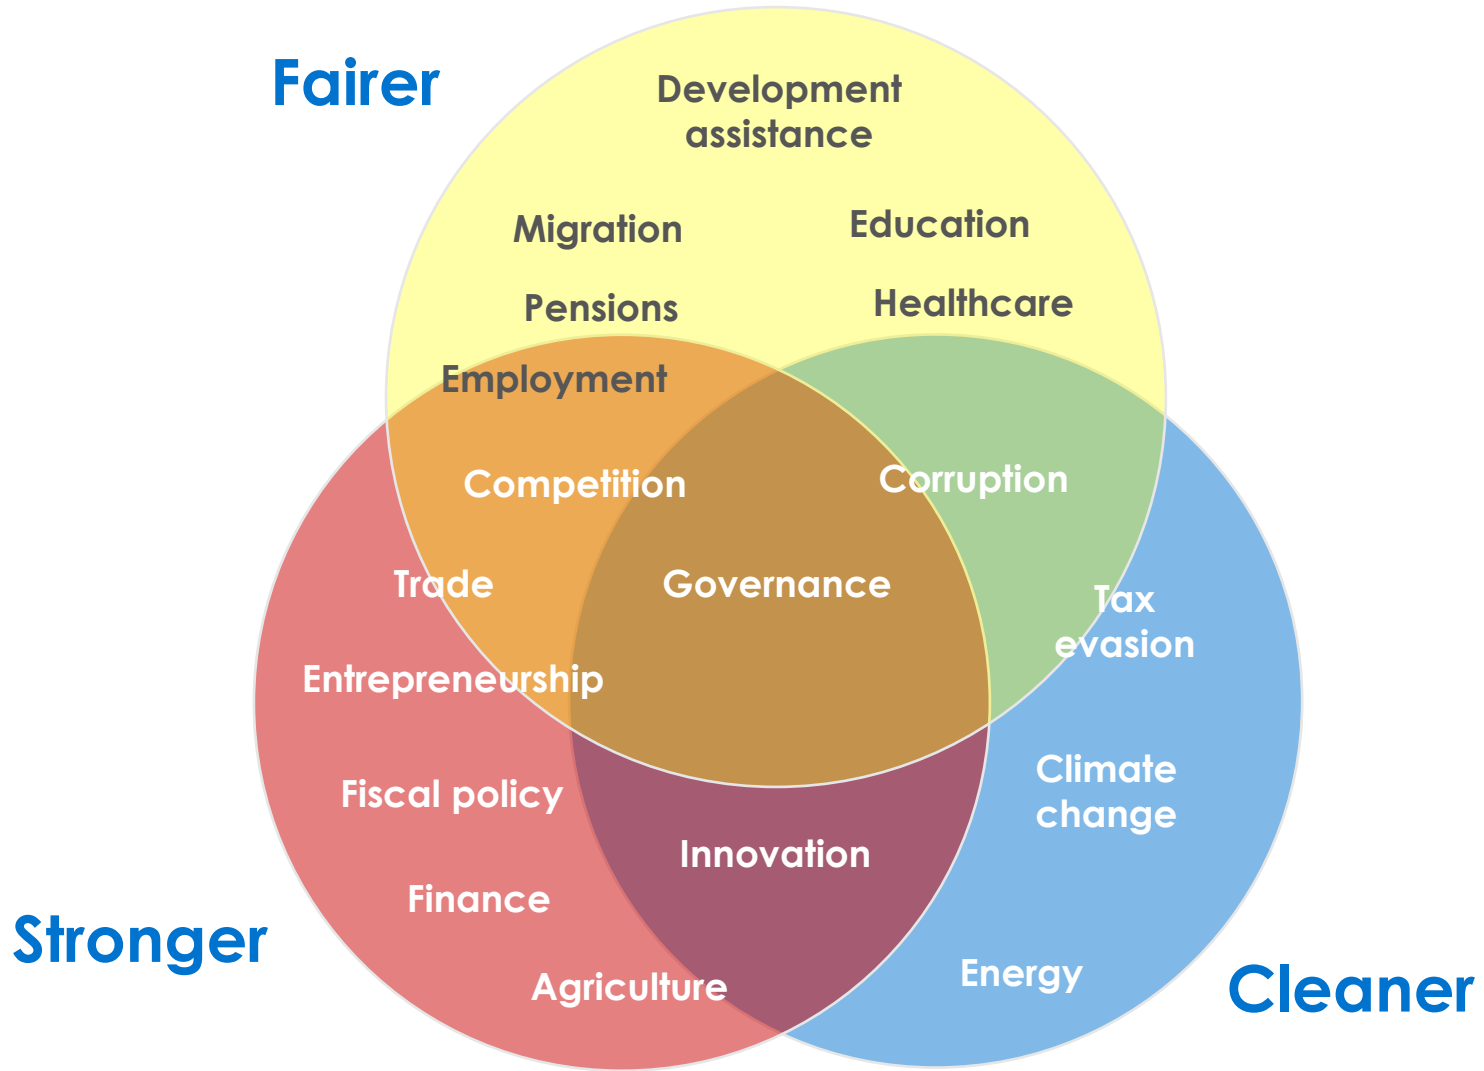 Fairer
Development
assistance
Migration
Education
Pensions
Healthcare
Employment
Competition
Corruption
Trade
Governance
Tax
evasion
Entrepreneurship
Fiscal policy
Climate
change
Innovation
Finance
Stronger
Agriculture
Energy
Cleaner